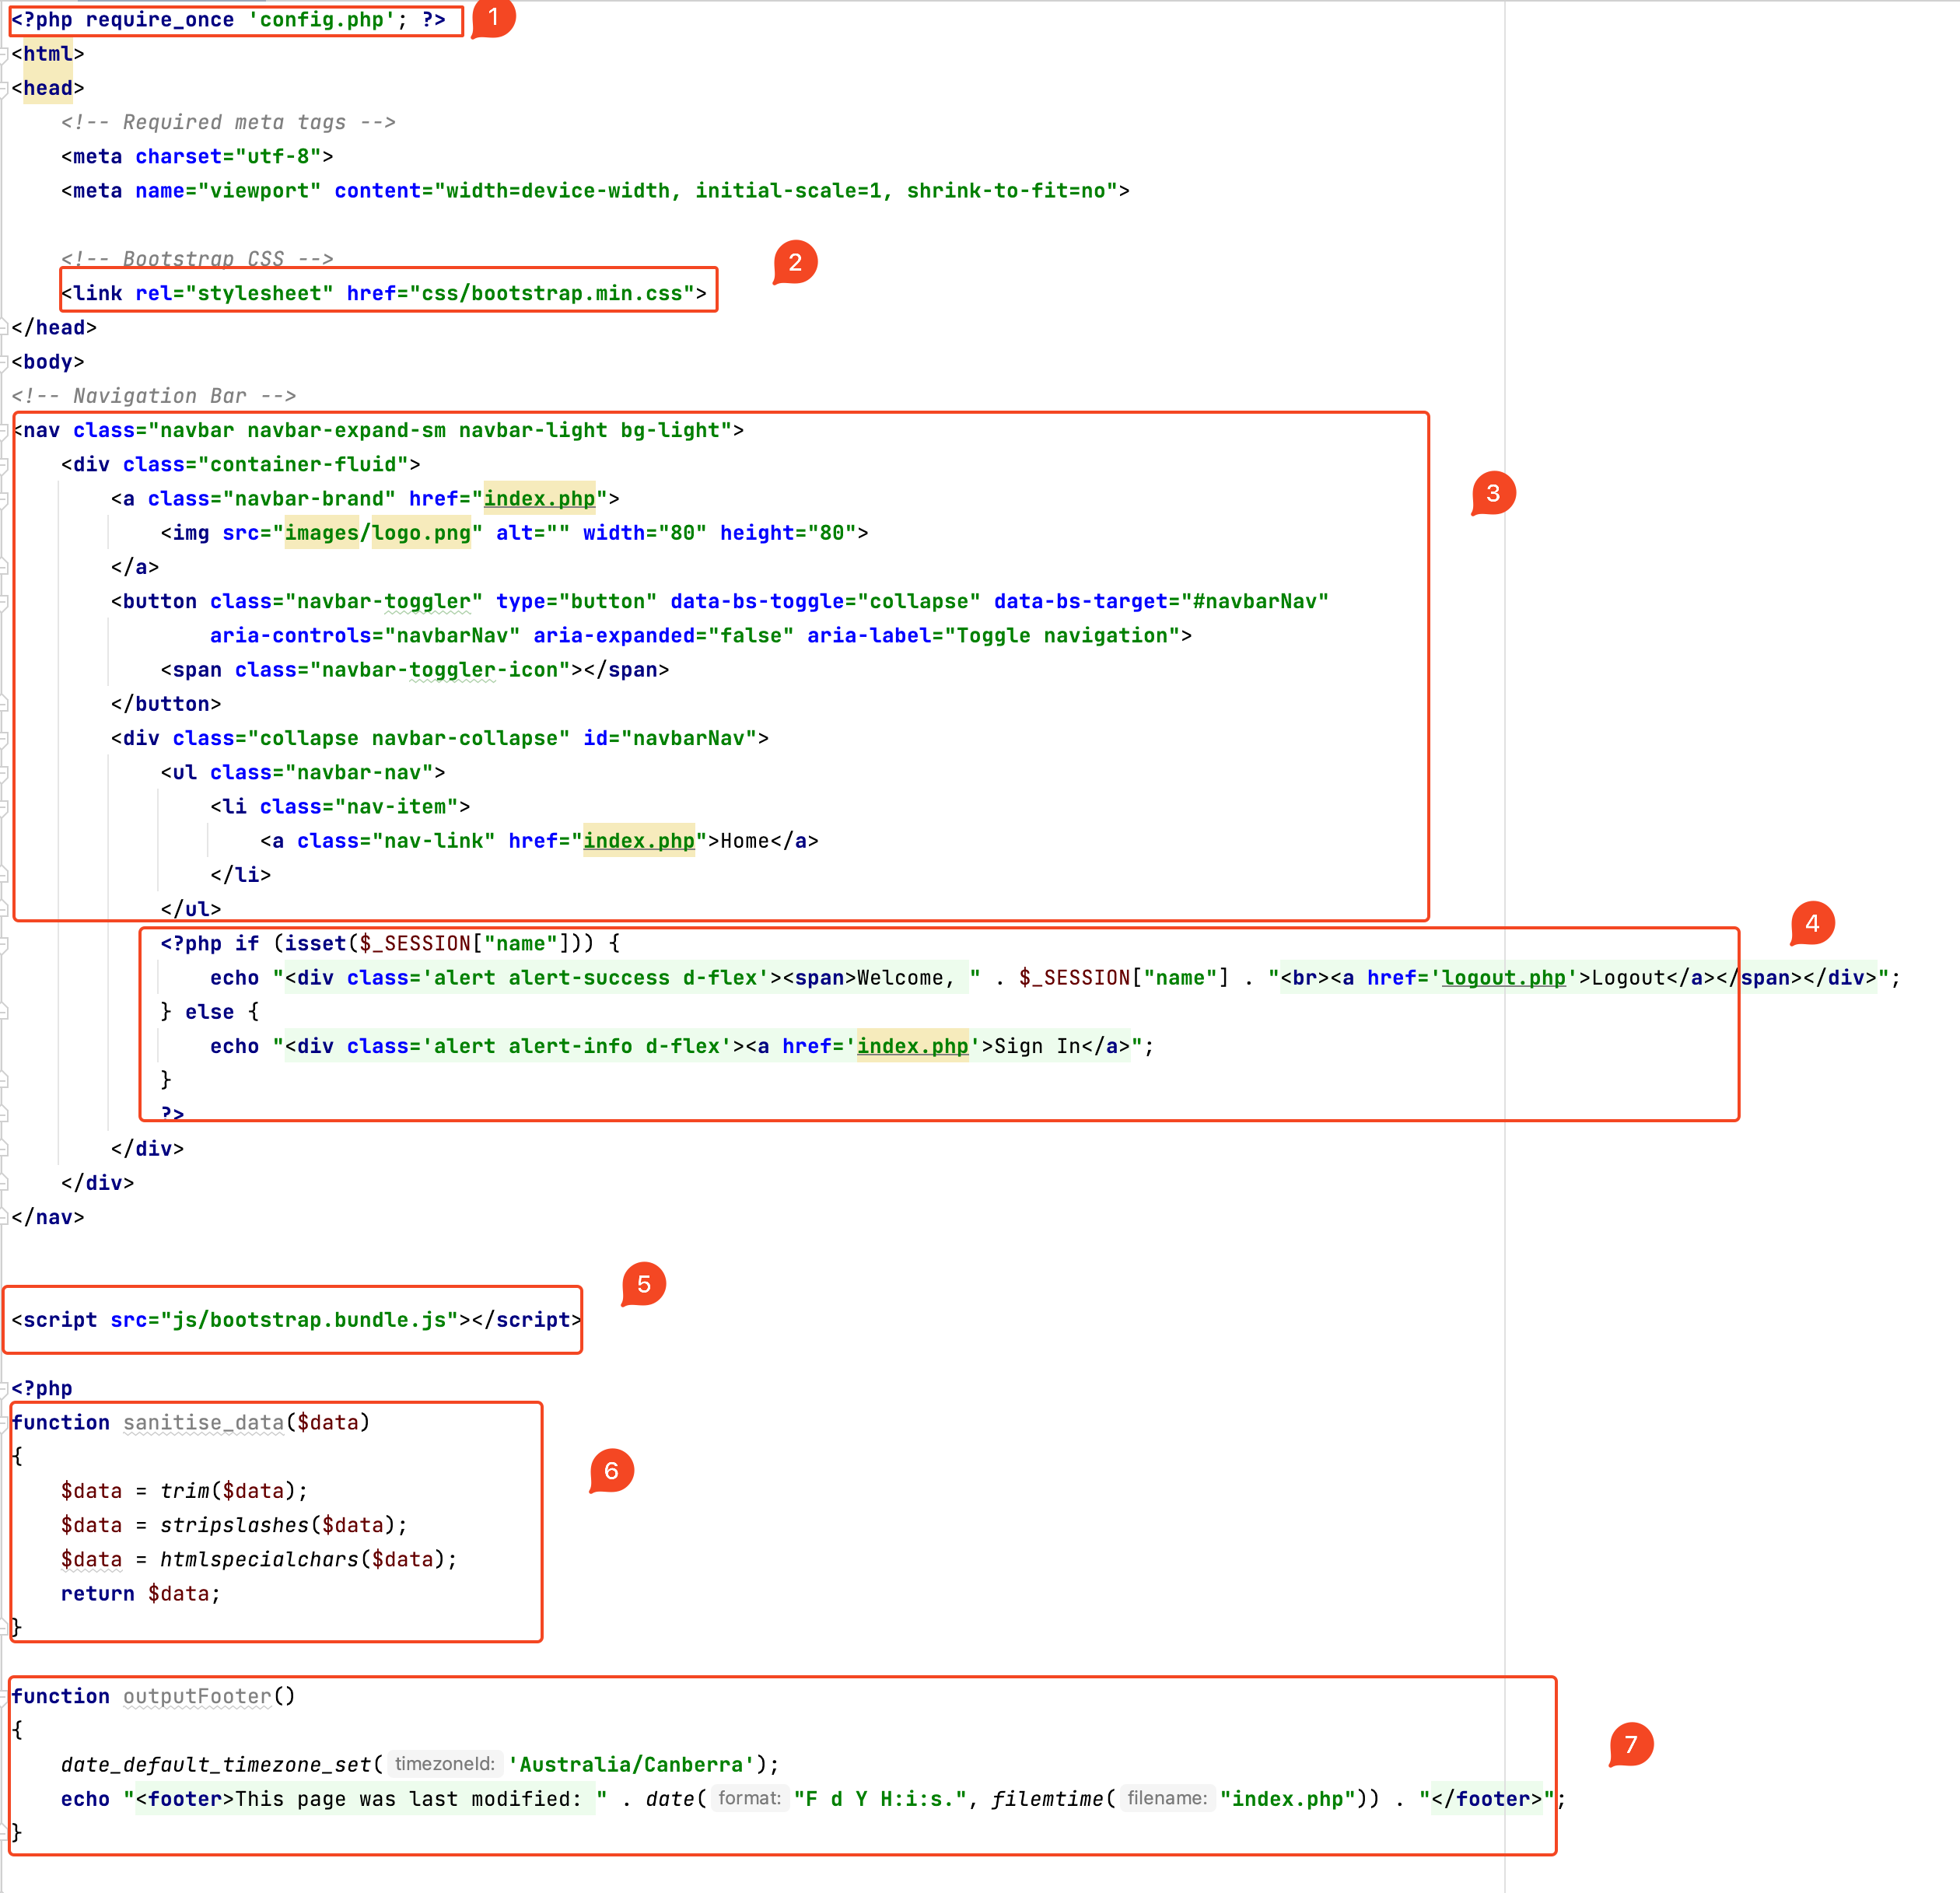 <?php require_once 'config.php'; ?>
1
<html>
<head>
    <!-- Required meta tags -->
    <meta charset="utf-8">
    <meta name="viewport" content="width=device-width, initial-scale=1, shrink-to-fit=no">
    <!-- Bootstrap CSS -->
2
    <link rel="stylesheet" href="css/bootstrap.min.css">
</head>
<body>
<!-- Navigation Bar -->
<nav class="navbar navbar-expand-sm navbar-light bg-light">
    <div class="container-fluid">
        <a class="navbar-brand" href="index.php">
3
            <img src="images/logo.png" alt="" width="80" height="80">
        </a>
        <button class="navbar-toggler" type="button" data-bs-toggle="collapse" data-bs-target="#navbarNav"
                aria-controls="navbarNav" aria-expanded="false" aria-label="Toggle navigation">
            <span class="navbar-toggler-icon"></span>
        </button>
        <div class="collapse navbar-collapse" id="navbarNav">
            <ul class="navbar-nav">
                <li class="nav-item">
                    <a class="nav-link" href="index.php">Home</a>
                </li>
            </ul>
4
            <?php if (isset($_SESSION["name"])) {
                echo "<div class='alert alert-success d-flex'><span>Welcome, " . $_SESSION["name"] . "<br><a href='logout.php'>Logout</a></span></div>";
            } else {
                echo "<div class='alert alert-info d-flex'><a href='index.php'>Sign In</a>";
            }
            ?>
        </div>
    </div>
</nav>
5
<script src="js/bootstrap.bundle.js"></script>
<?php
function sanitise_data($data)
{
6
    $data = trim($data);
    $data = stripslashes($data);
    $data = htmlspecialchars($data);
    return $data;
}
function outputFooter()
{
7
    date_default_timezone_set( timezoneId: 'Australia/Canberra');
    echo "<footer>This page was last modified: " . date( format: "F d Y H:i:s.", filemtime( filename: "index.php")) . "</footer>";
}